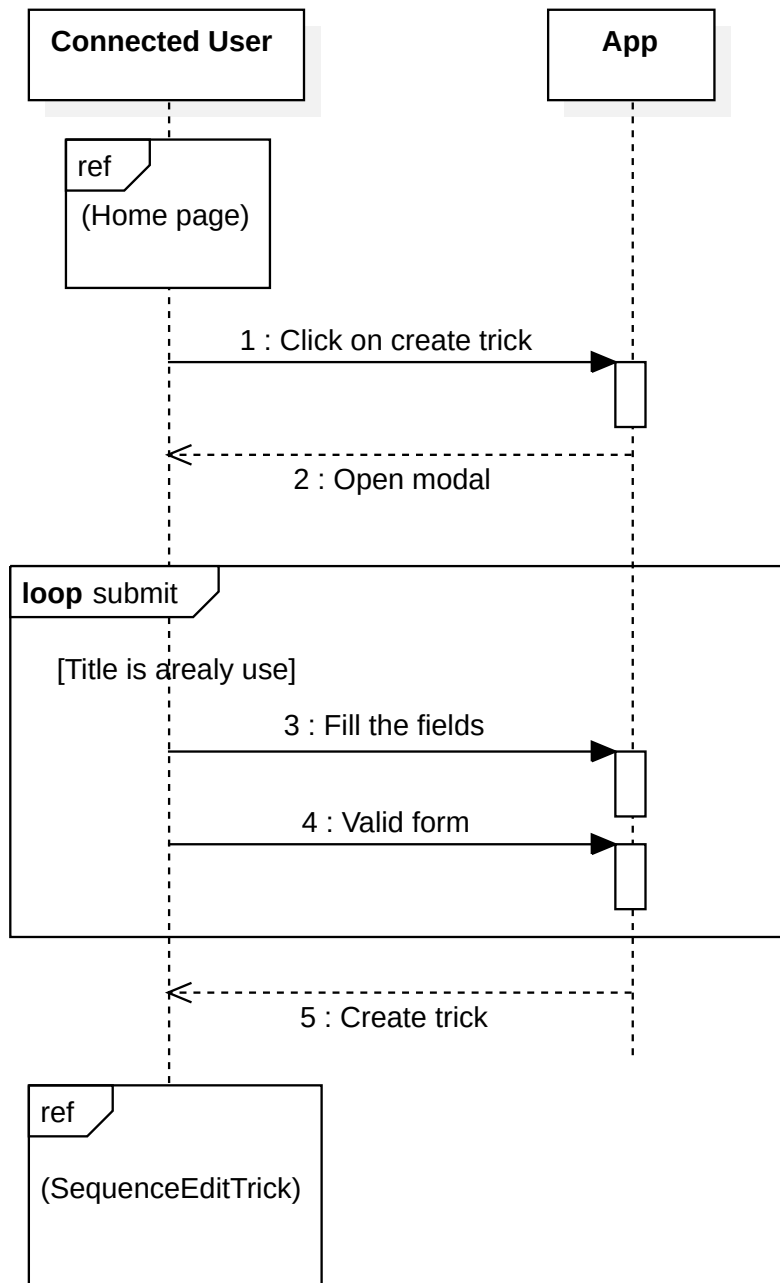 Connected User
App
ref
(Home page)
1 : Click on create trick
2 : Open modal
loop submit
[Title is arealy use]
3 : Fill the fields
4 : Valid form
5 : Create trick
ref
(SequenceEditTrick)